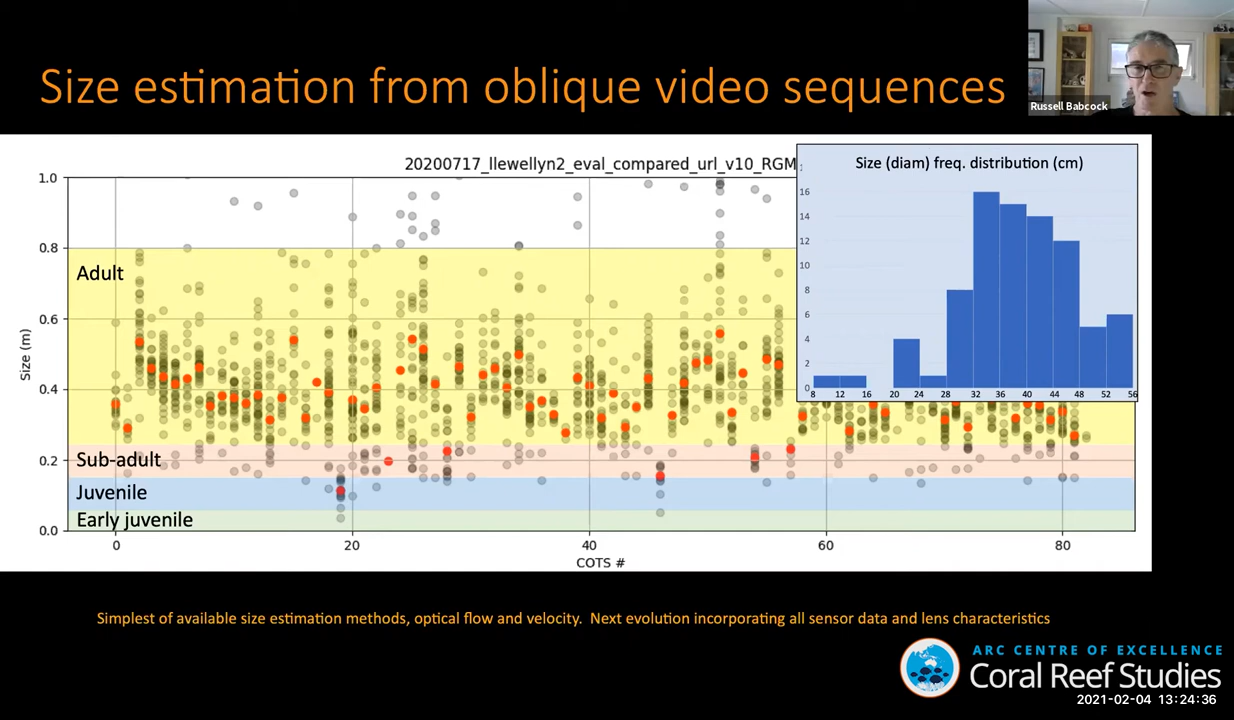 Size estimation from oblique video sequences
Russell Babcock
20200717_llewellyn2_eval_compared_url_v10_RGM
Size (diam) freq. distribution (cm)
16
14
12
10
8
6
4
2
0
8 12 16 20 24 28 32 36 40 44 48 52 56
1.0
0.8
0.6
0.4
0.2
0.0
Size (m)
Adult
Sub-adult
Juvenile
Early juvenile
0 20 40 60 80
COTS #
Simplest of available size estimation methods, optical flow and velocity. Next evolution incorporating all sensor data and lens characteristics
ARC CENTRE OF EXCELLENCE
Coral Reef Studies
2021-02-04 13:24:36